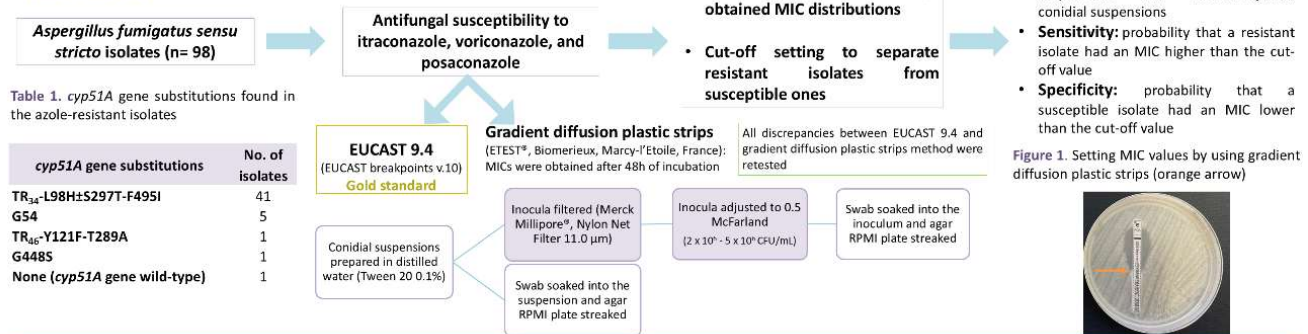 Aspergillus fumigatus sensu
stricto isolates (n= 98)
Antifungal susceptibility to
itraconazole, voriconazole, and
posaconazole
obtained MIC distributions
• Cut-off setting to separate
resistant isolates from
susceptible ones
conidial suspensions
• Sensitivity: probability that a resistant
isolate had an MIC higher than the cut-
off value
• Specificity: probability that a
susceptible isolate had an MIC lower
than the cut-off value
Table 1. cyp51A gene substitutions found in
the azole-resistant isolates
cyp51A gene substitutions No. of
isolates
TR34-L98H±S297T-F495I 41
G54 5
TR46-Y121F-T289A 1
G448S 1
None (cyp51A gene wild-type) 1
EUCAST 9.4
(EUCAST breakpoints v.10)
Gold standard
Gradient diffusion plastic strips
(ETEST®, Biomerieux, Marcy-l'Etoile, France):
MICs were obtained after 48h of incubation
All discrepancies between EUCAST 9.4 and
gradient diffusion plastic strips method were
retested
Conidial suspensions
prepared in distilled
water (Tween 20 0.1%)
Inocula filtered (Merck
Millipore®, Nylon Net
Filter 11.0 µm)
Inocula adjusted to 0.5
McFarland
(2 x 10⁶ - 5 x 10⁶ CFU/mL)
Swab soaked into the
inoculum and agar
RPMI plate streaked
Swab soaked into the
suspension and agar
RPMI plate streaked
Figure 1. Setting MIC values by using gradient
diffusion plastic strips (orange arrow)